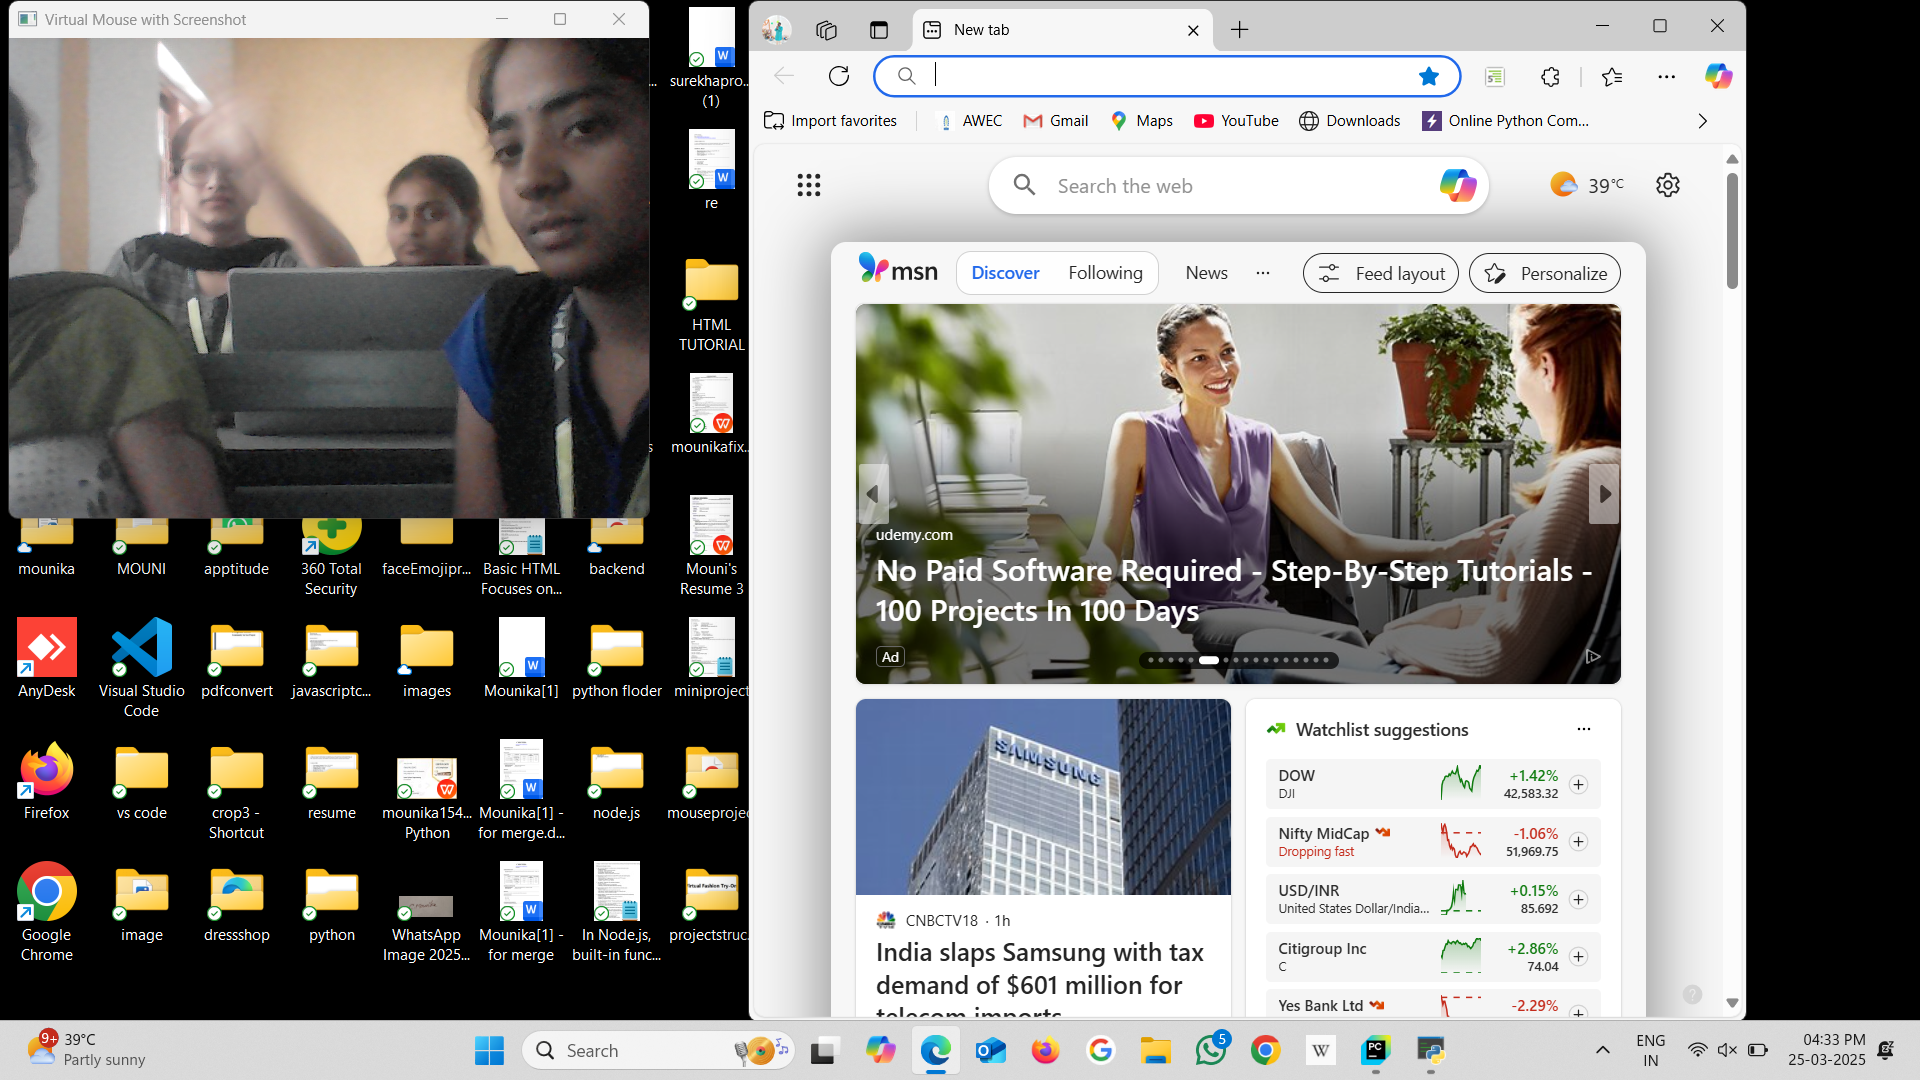 Virtual Mouse with Screenshot
surekhapro...
(1)
re
HTML
TUTORIAL
mounikafix...
Mouni's
Resume 3
mounika
MOUNI
apptitude
360 Total
Security
faceEmojipr...
Basic HTML
Focuses on...
backend
AnyDesk
Visual Studio
Code
pdfconvert
javascriptc...
images
Mounika[1]
python floder
miniproject
Firefox
vs code
crop3 -
Shortcut
resume
mounika154...
Python
Mounika[1] -
for merge.d...
node.js
mouseprojec
Google
Chrome
image
dressshop
python
WhatsApp
Image 2025...
Mounika[1] -
for merge
In Node.js,
built-in func...
projectstruc...
New tab
Import favorites
AWEC
Gmail
Maps
YouTube
Downloads
Online Python Com...
Search the web
39°C
msn
Discover
Following
News
Feed layout
Personalize
udemy.com
No Paid Software Required - Step-By-Step Tutorials -
100 Projects In 100 Days
Ad
SAMSUNG
CNBCTV18 · 1h
India slaps Samsung with tax
demand of $601 million for
telecom imports
Watchlist suggestions
DOW +1.42%
DJI 42,583.32
Nifty MidCap -1.06%
Dropping fast 51,969.75
USD/INR +0.15%
United States Dollar/India... 85.692
Citigroup Inc +2.86%
C 74.04
Yes Bank Ltd -2.29%
9+
39°C
Partly sunny
Search
5
W
PC
ENG
IN
04:33 PM
25-03-2025